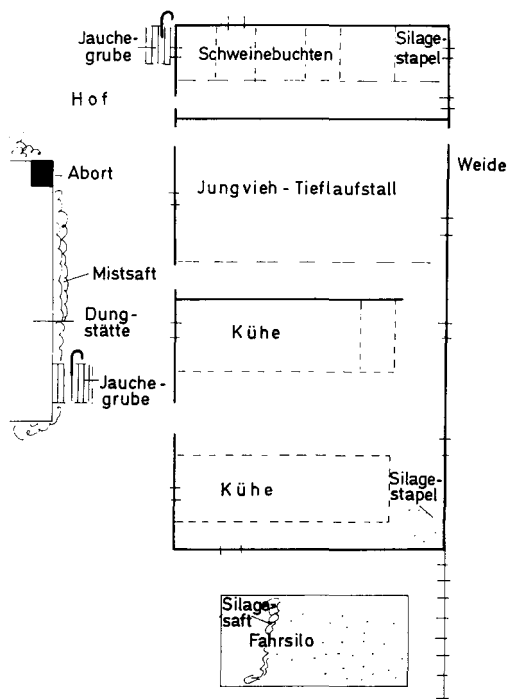 Jauche-
grube
Schweinebuchten
Silage-
stapel
Hof
Abort
Jungvieh - Tieflaufstall
Weide
Mistsaft
Dung-
stätte
Kühe
Jauche-
grube
Kühe
Silage-
stapel
Silage-
saft
Fahrsilo